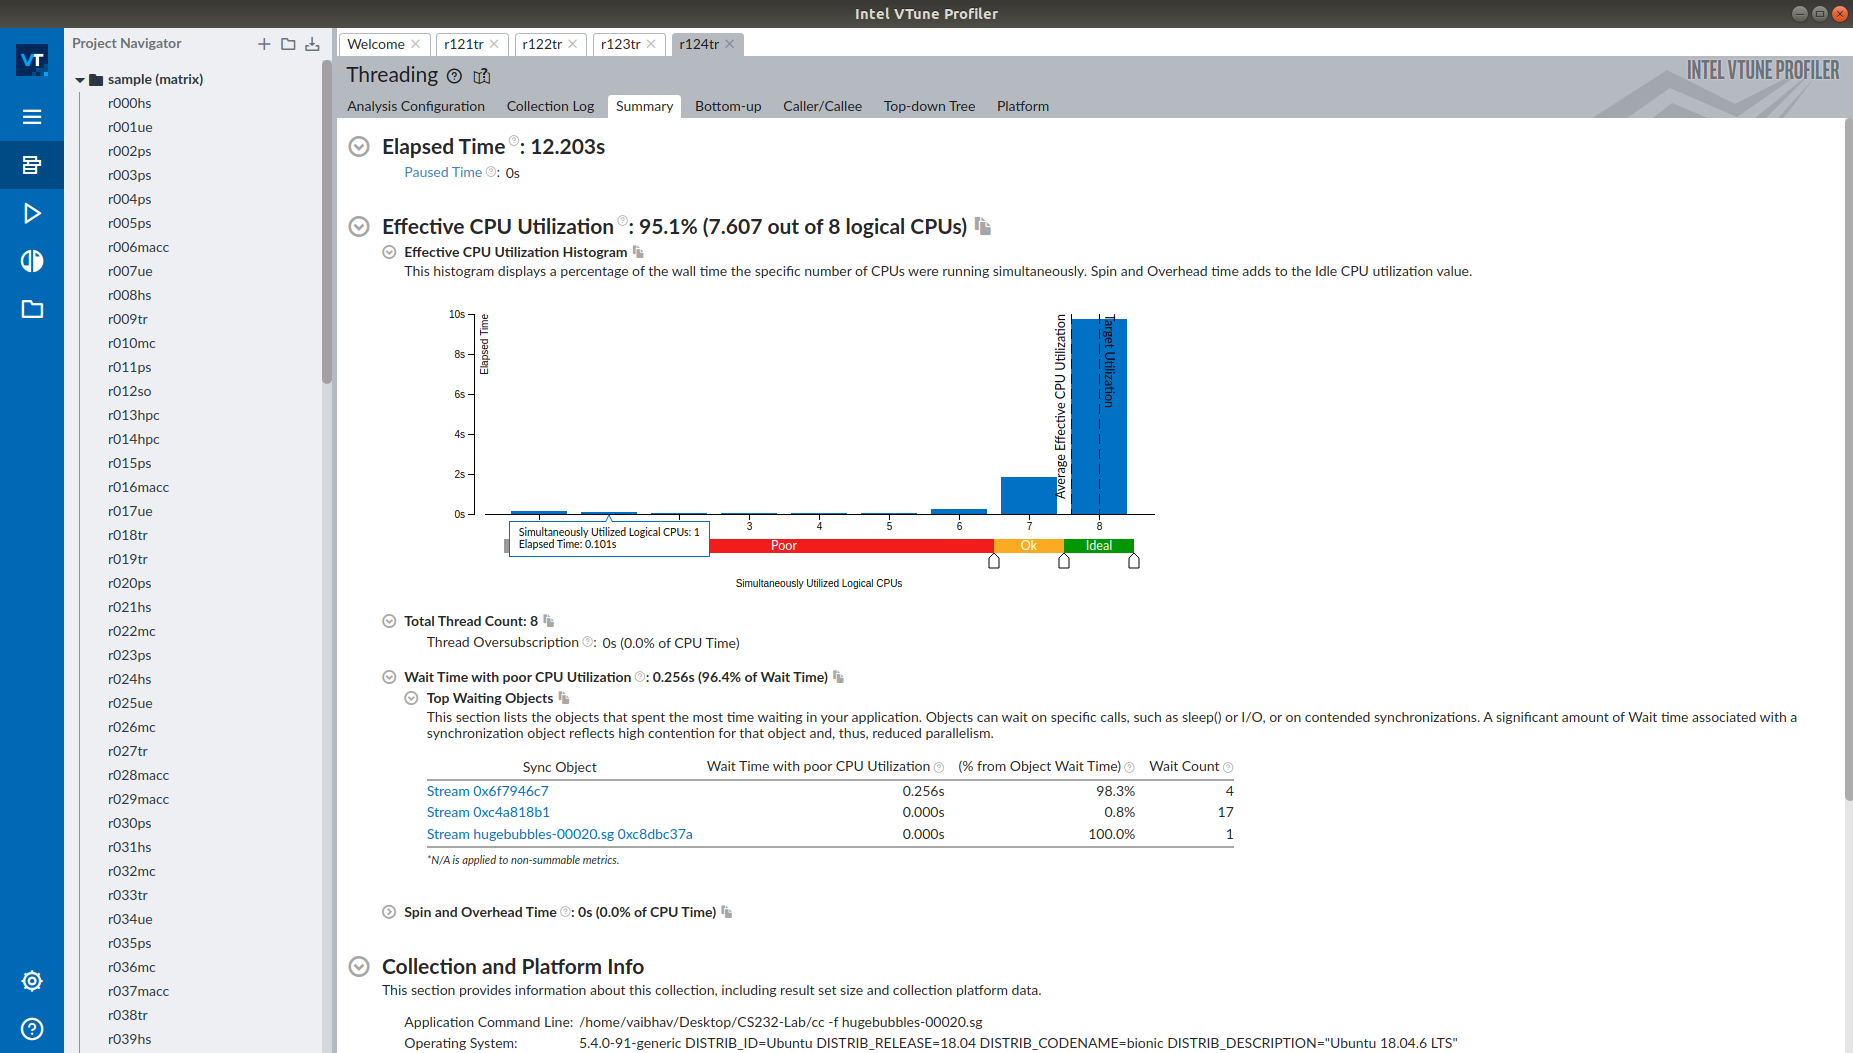 Intel VTune Profiler
VT
Project Navigator
sample (matrix)
r000hs
r001ue
r002ps
r003ps
r004ps
r005ps
r006macc
r007ue
r008hs
r009tr
r010mc
r011ps
r012so
r013hpc
r014hpc
r015ps
r016macc
r017ue
r018tr
r019tr
r020ps
r021hs
r022mc
r023ps
r024hs
r025ue
r026mc
r027tr
r028macc
r029macc
r030ps
r031hs
r032mc
r033tr
r034ue
r035ps
r036mc
r037macc
r038tr
r039hs
Welcome r121tr r122tr r123tr r124tr
Threading
INTEL VTUNE PROFILER
Analysis Configuration Collection Log Summary Bottom-up Caller/Callee Top-down Tree Platform
Elapsed Time : 12.203s
Paused Time : 0s
Effective CPU Utilization : 95.1% (7.607 out of 8 logical CPUs)
Effective CPU Utilization Histogram
This histogram displays a percentage of the wall time the specific number of CPUs were running simultaneously. Spin and Overhead time adds to the Idle CPU utilization value.
10s
8s
6s
4s
2s
0s
Elapsed Time
Average Effective CPU Utilization
Target Utilization
3 4 5 6 7 8
Simultaneously Utilized Logical CPUs: 1
Elapsed Time: 0.101s
Poor Ok Ideal
Simultaneously Utilized Logical CPUs
Total Thread Count: 8
Thread Oversubscription : 0s (0.0% of CPU Time)
Wait Time with poor CPU Utilization : 0.256s (96.4% of Wait Time)
Top Waiting Objects
This section lists the objects that spent the most time waiting in your application. Objects can wait on specific calls, such as sleep() or I/O, or on contended synchronizations. A significant amount of Wait time associated with a
synchronization object reflects high contention for that object and, thus, reduced parallelism.
Sync Object Wait Time with poor CPU Utilization (% from Object Wait Time) Wait Count
Stream 0x6f7946c7 0.256s 98.3% 4
Stream 0xc4a818b1 0.000s 0.8% 17
Stream hugebubbles-00020.sg 0xc8dbc37a 0.000s 100.0% 1
*N/A is applied to non-summable metrics.
Spin and Overhead Time : 0s (0.0% of CPU Time)
Collection and Platform Info
This section provides information about this collection, including result set size and collection platform data.
Application Command Line: /home/vaibhav/Desktop/CS232-Lab/cc -f hugebubbles-00020.sg
Operating System: 5.4.0-91-generic DISTRIB_ID=Ubuntu DISTRIB_RELEASE=18.04 DISTRIB_CODENAME=bionic DISTRIB_DESCRIPTION="Ubuntu 18.04.6 LTS"